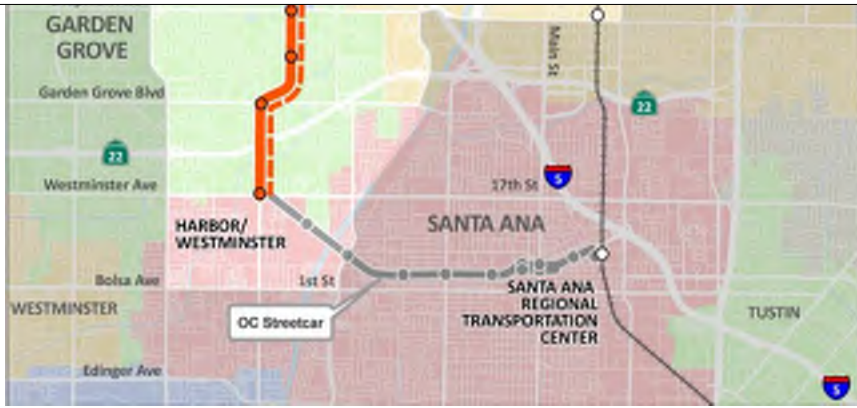 GARDEN
GROVE
Main St
Garden Grove Blvd
22
22
5
Westminster Ave
17th St
HARBOR/
WESTMINSTER
SANTA ANA
Bolsa Ave
1st St
SANTA ANA
REGIONAL
TRANSPORTATION
CENTER
WESTMINSTER
OC Streetcar
TUSTIN
Edinger Ave
5